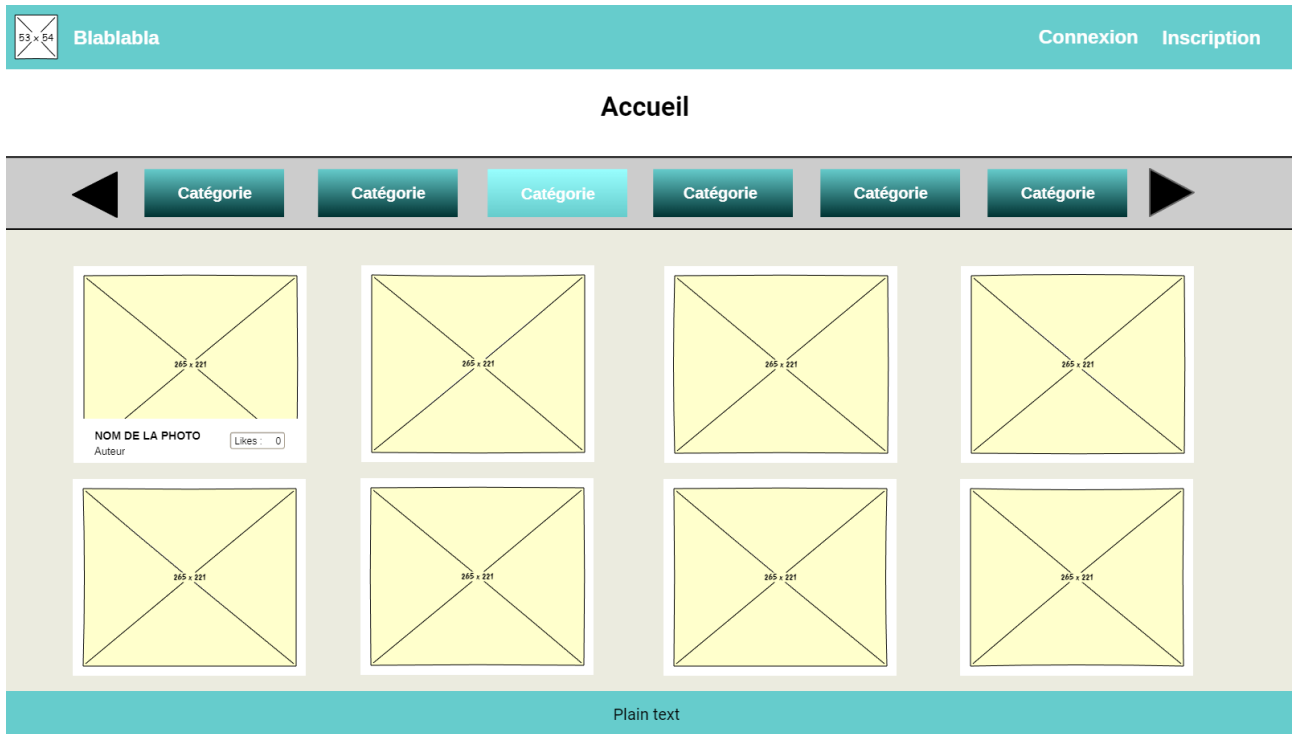 53 x 54
Blablabla
Connexion
Inscription
Accueil
Catégorie
Catégorie
Catégorie
Catégorie
Catégorie
Catégorie
265 x 221
265 x 221
265 x 221
265 x 221
NOM DE LA PHOTO
Likes : 0
Auteur
265 x 221
265 x 221
265 x 221
265 x 221
Plain text